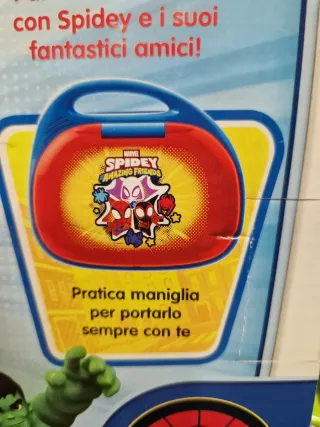 con Spidey e i suoi
fantastici amici!
MARVEL
SPIDEY
AMAZING FRIENDS
Pratica maniglia
per portarlo
sempre con te